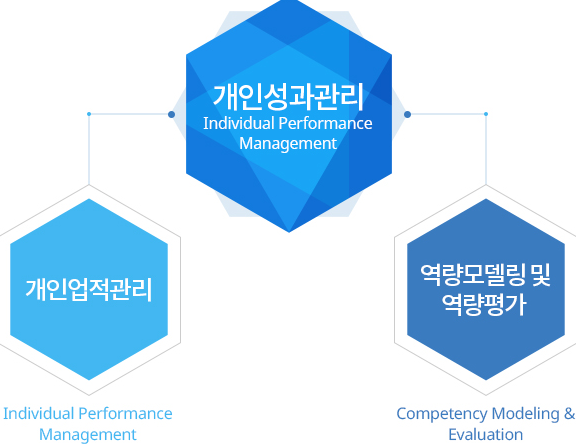 개인성과관리
Individual Performance
Management
개인업적관리
역량모델링 및
역량평가
Individual Performance
Management
Competency Modeling &
Evaluation